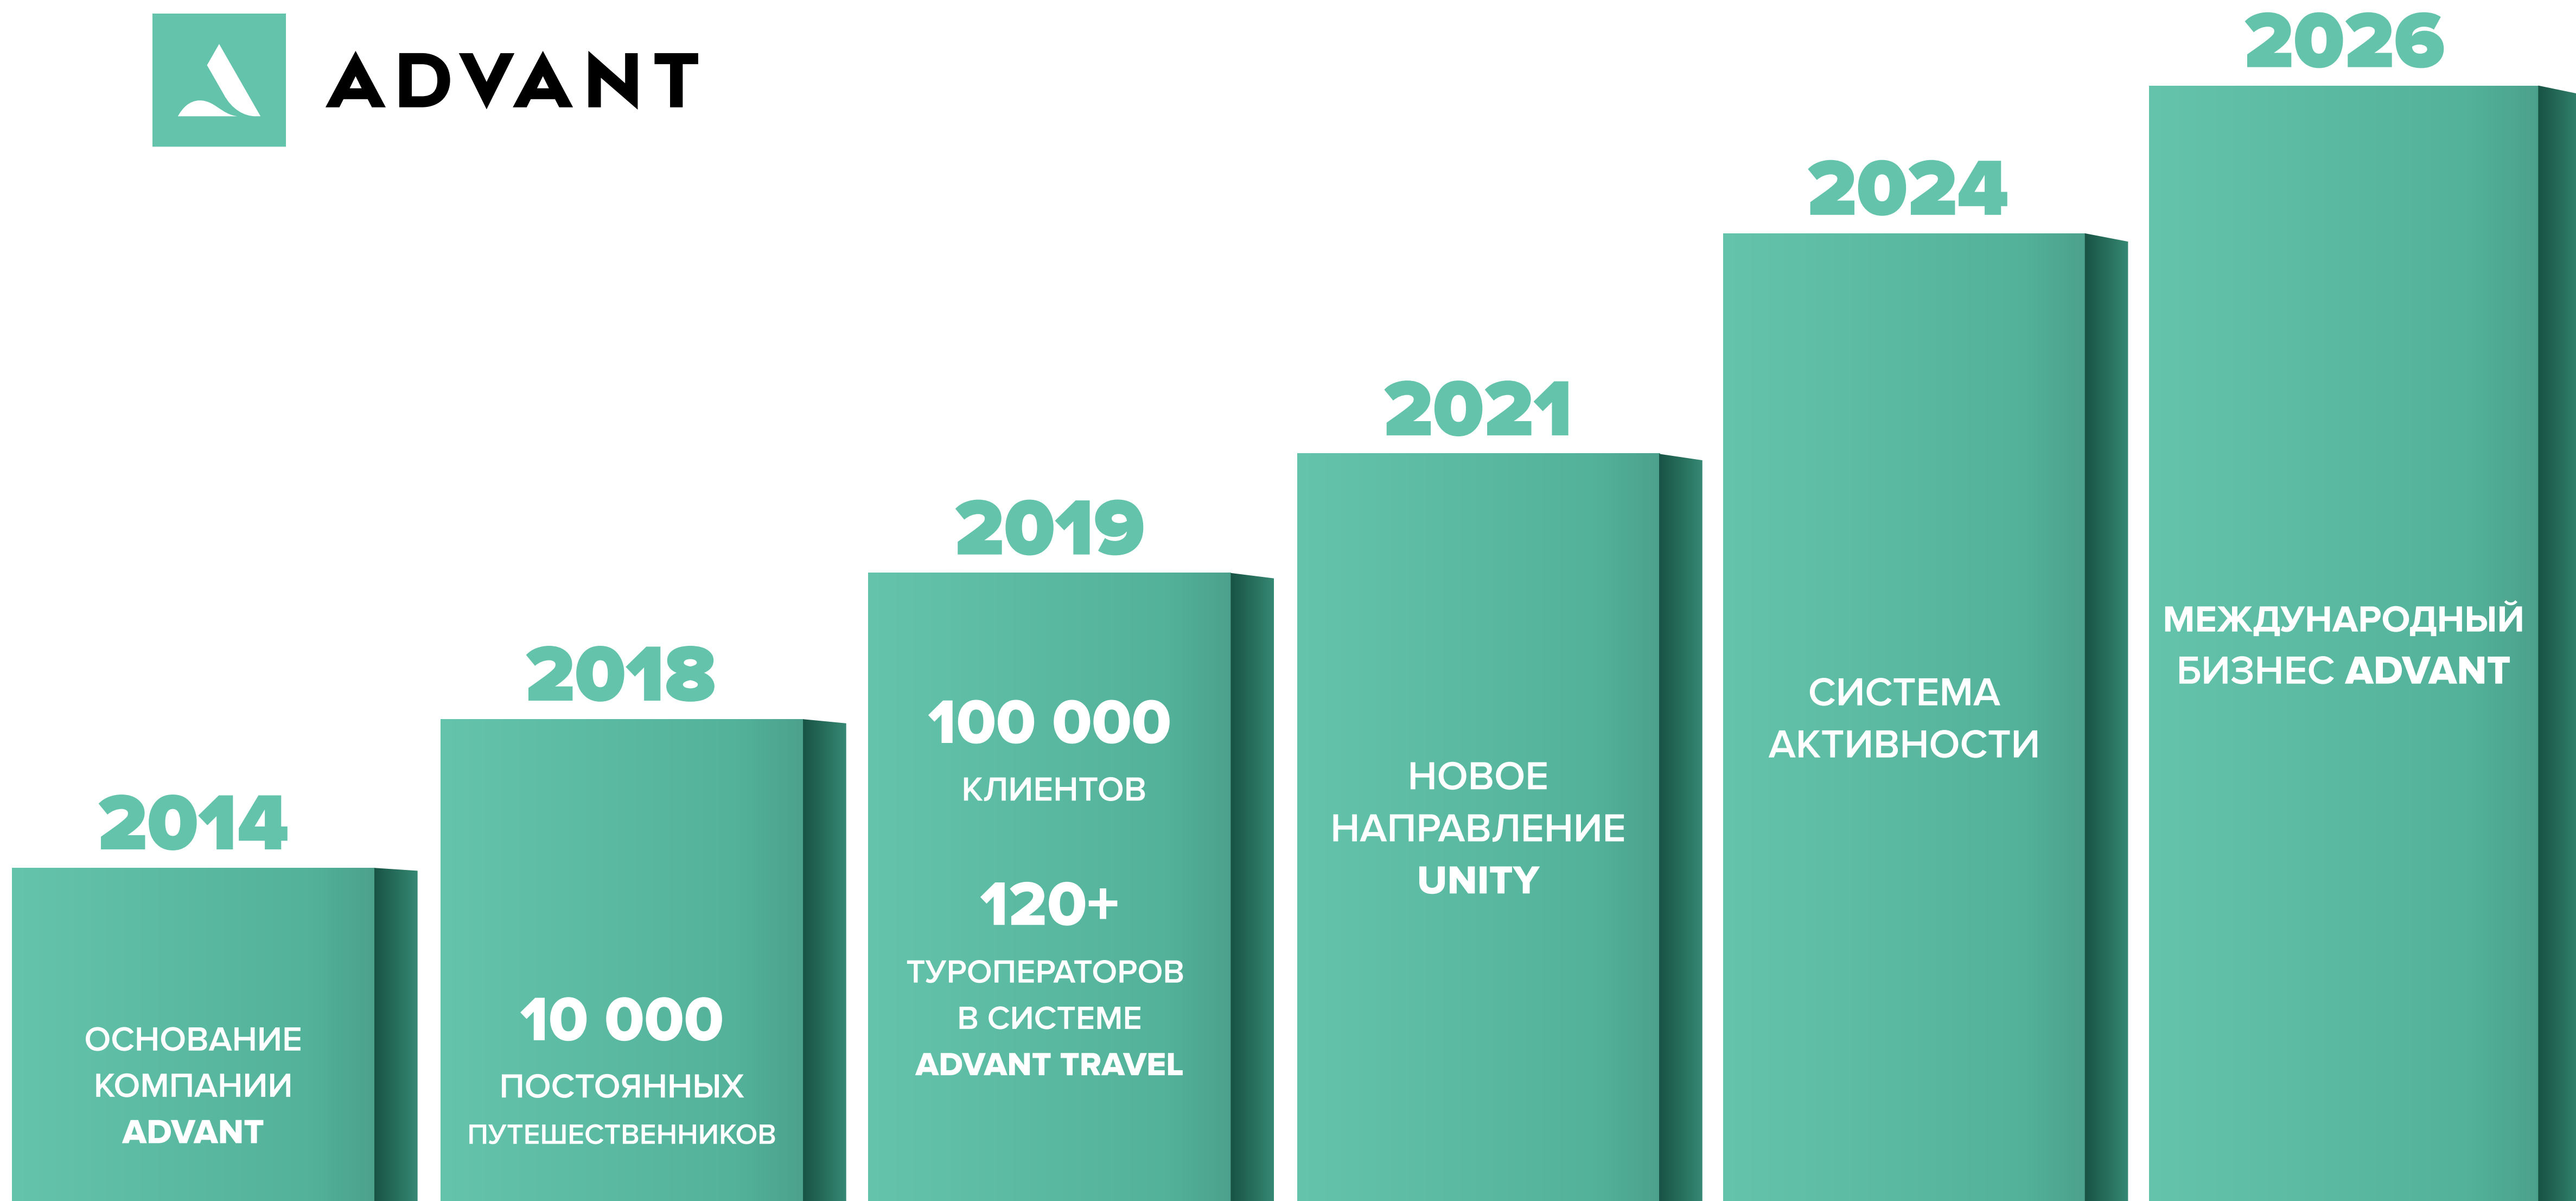 ADVANT
2014
ОСНОВАНИЕ
КОМПАНИИ
ADVANT
2018
10 000
ПОСТОЯННЫХ
ПУТЕШЕСТВЕННИКОВ
2019
100 000
КЛИЕНТОВ
120+
ТУРОПЕРАТОРОВ
В СИСТЕМЕ
ADVANT TRAVEL
2021
НОВОЕ
НАПРАВЛЕНИЕ
UNITY
2024
СИСТЕМА
АКТИВНОСТИ
2026
МЕЖДУНАРОДНЫЙ
БИЗНЕС ADVANT